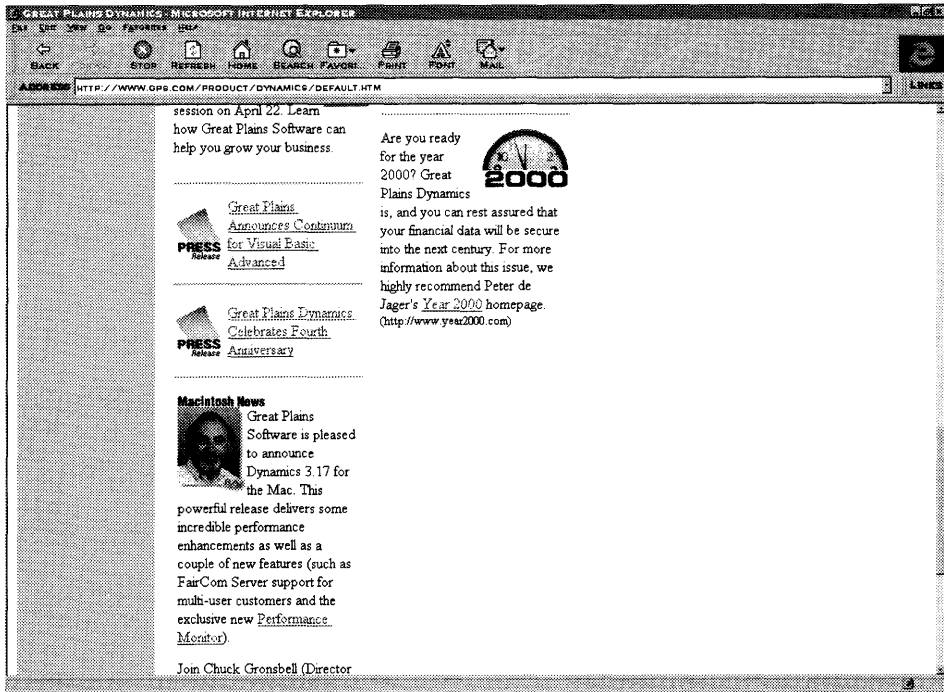 GREAT PLAINS DYNAMICS - MICROSOFT INTERNET EXPLORER
FILE EDIT VIEW GO FAVORITES HELP
BACK STOP REFRESH HOME SEARCH FAVORI... PRINT FONT MAIL
ADDRESS HTTP://WWW.GPS.COM/PRODUCT/DYNAMICS/DEFAULT.HTM LINKS
session on April 22. Learn
how Great Plains Software can
help you grow your business.
PRESS
Release
Great Plains
Announces Continuum
for Visual Basic
Advanced
PRESS
Release
Great Plains Dynamics
Celebrates Fourth
Anniversary
Macintosh News
Great Plains
Software is pleased
to announce
Dynamics 3.17 for
the Mac. This
powerful release delivers some
incredible performance
enhancements as well as a
couple of new features (such as
FairCom Server support for
multi-user customers and the
exclusive new Performance
Monitor).
Join Chuck Gronsbell (Director
Are you ready
for the year
2000? Great
Plains Dynamics
is, and you can rest assured that
your financial data will be secure
into the next century. For more
information about this issue, we
highly recommend Peter de
Jager's Year 2000 homepage.
(http://www.year2000.com)
2000